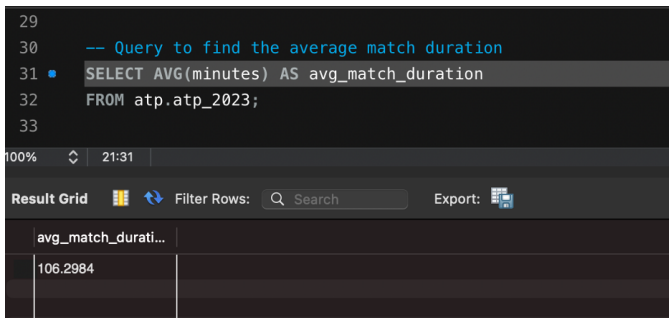 29
30 -- Query to find the average match duration
31 SELECT AVG(minutes) AS avg_match_duration
32 FROM atp.atp_2023;
33
100% 21:31
Result Grid Filter Rows: Search Export:
avg_match_durati...
106.2984